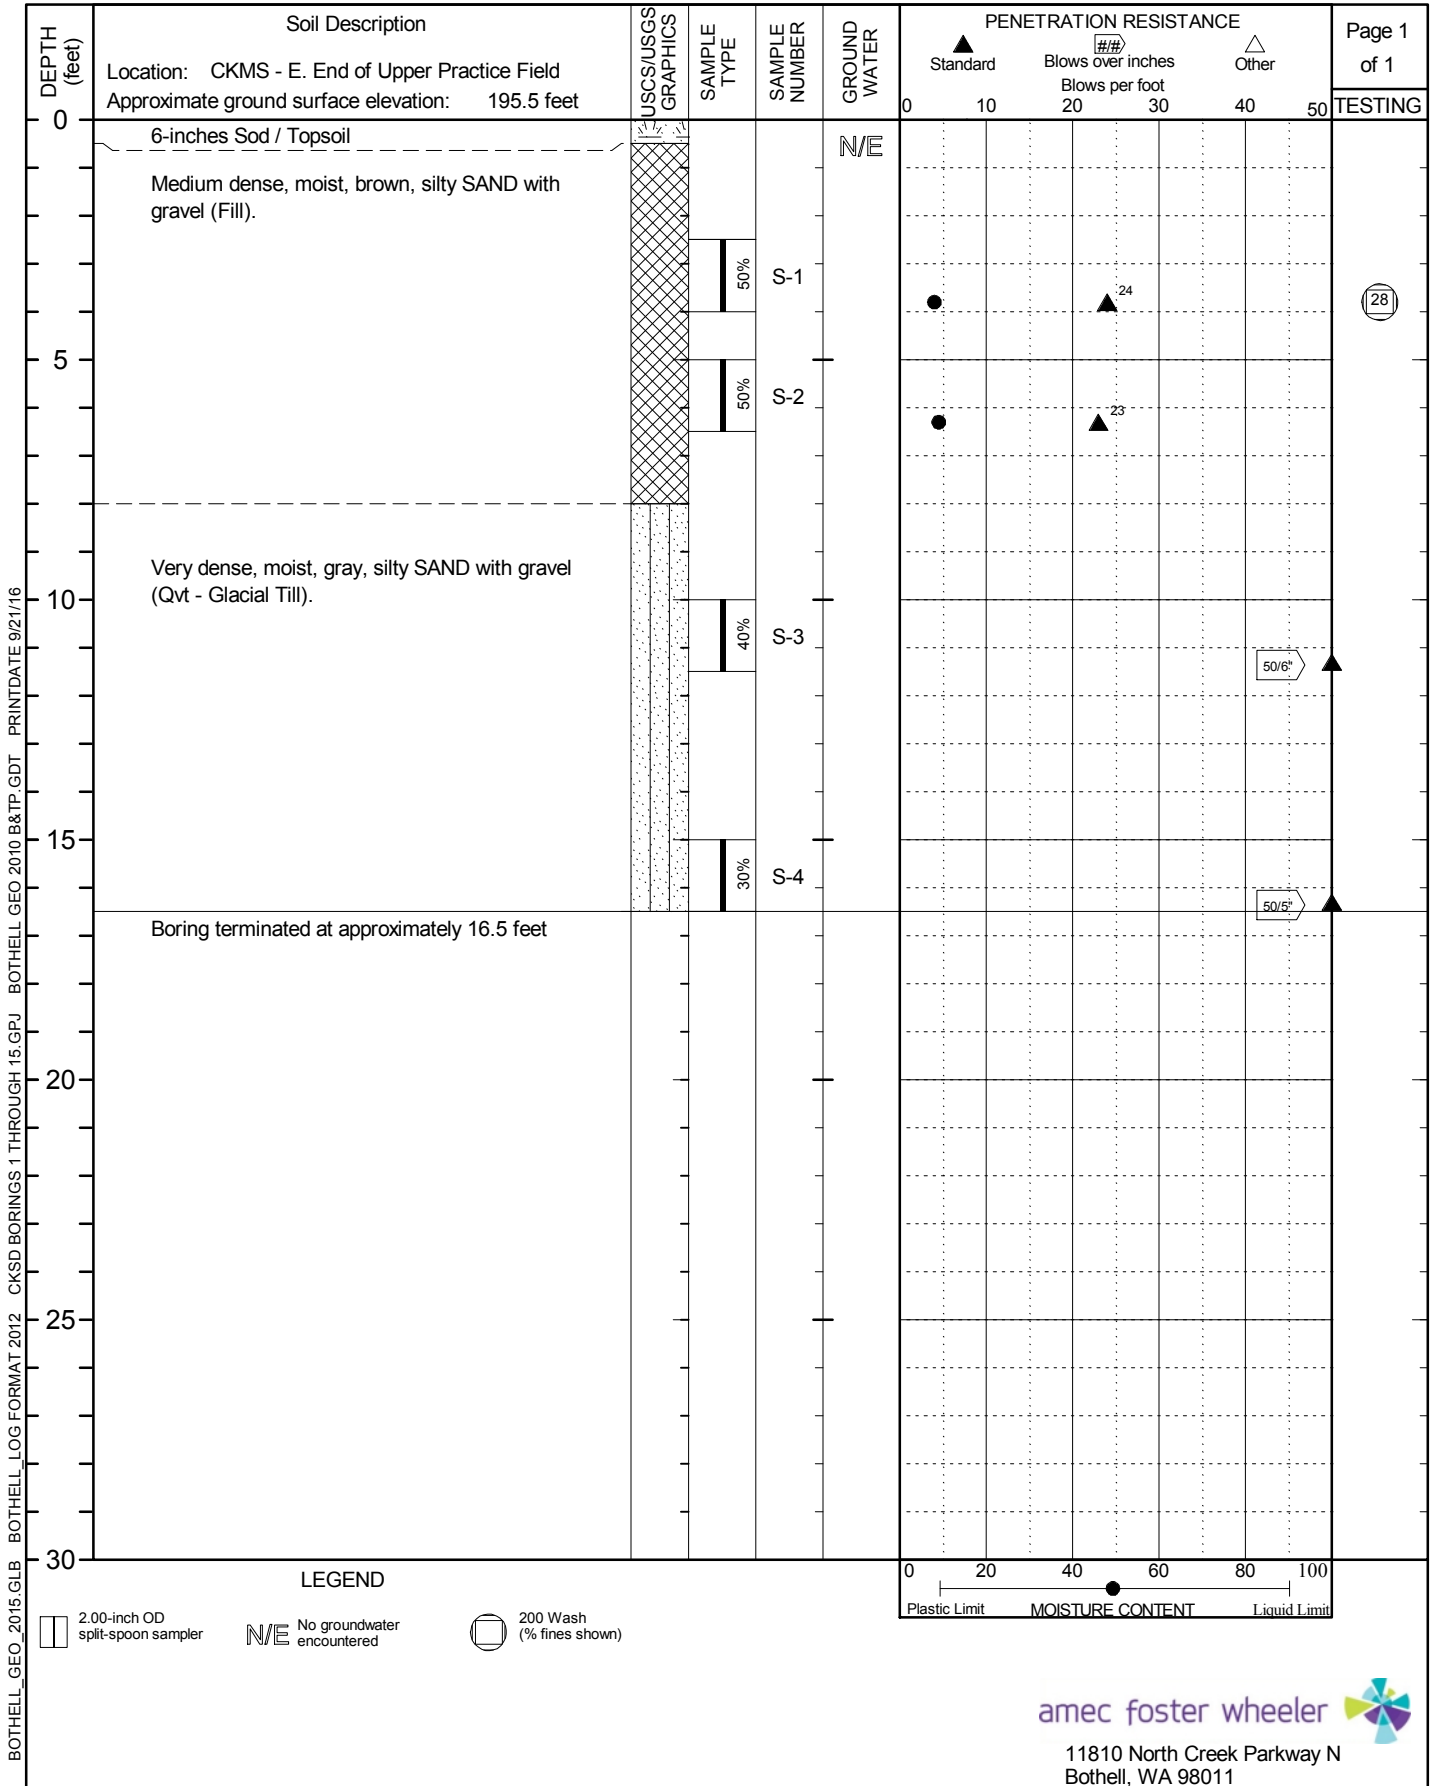 DEPTH
(feet)
Soil Description
Location: CKMS - E. End of Upper Practice Field
Approximate ground surface elevation: 195.5 feet
USCS/USGS
GRAPHICS
SAMPLE
TYPE
SAMPLE
NUMBER
GROUND
WATER
PENETRATION RESISTANCE
Standard
#/#
Blows over inches
Other
Blows per foot
0 10 20 30 40 50
Page 1
of 1
TESTING
0
6-inches Sod / Topsoil
N/E
Medium dense, moist, brown, silty SAND with
gravel (Fill).
50%
S-1
24
28
5
50%
S-2
23
Very dense, moist, gray, silty SAND with gravel
(Qvt - Glacial Till).
10
40%
S-3
50/6"
15
30%
S-4
50/5"
Boring terminated at approximately 16.5 feet
20
25
30
0 20 40 60 80 100
Plastic Limit MOISTURE CONTENT Liquid Limit
LEGEND
2.00-inch OD
split-spoon sampler
N/E
No groundwater
encountered
200 Wash
(% fines shown)
amec foster wheeler
11810 North Creek Parkway N
Bothell, WA 98011
BOTHELL_GEO_2015.GLB BOTHELL_LOG FORMAT 2012 CKSD BORINGS 1 THROUGH 15.GPJ BOTHELL GEO 2010 B&TP.GDT PRINTDATE 9/21/16